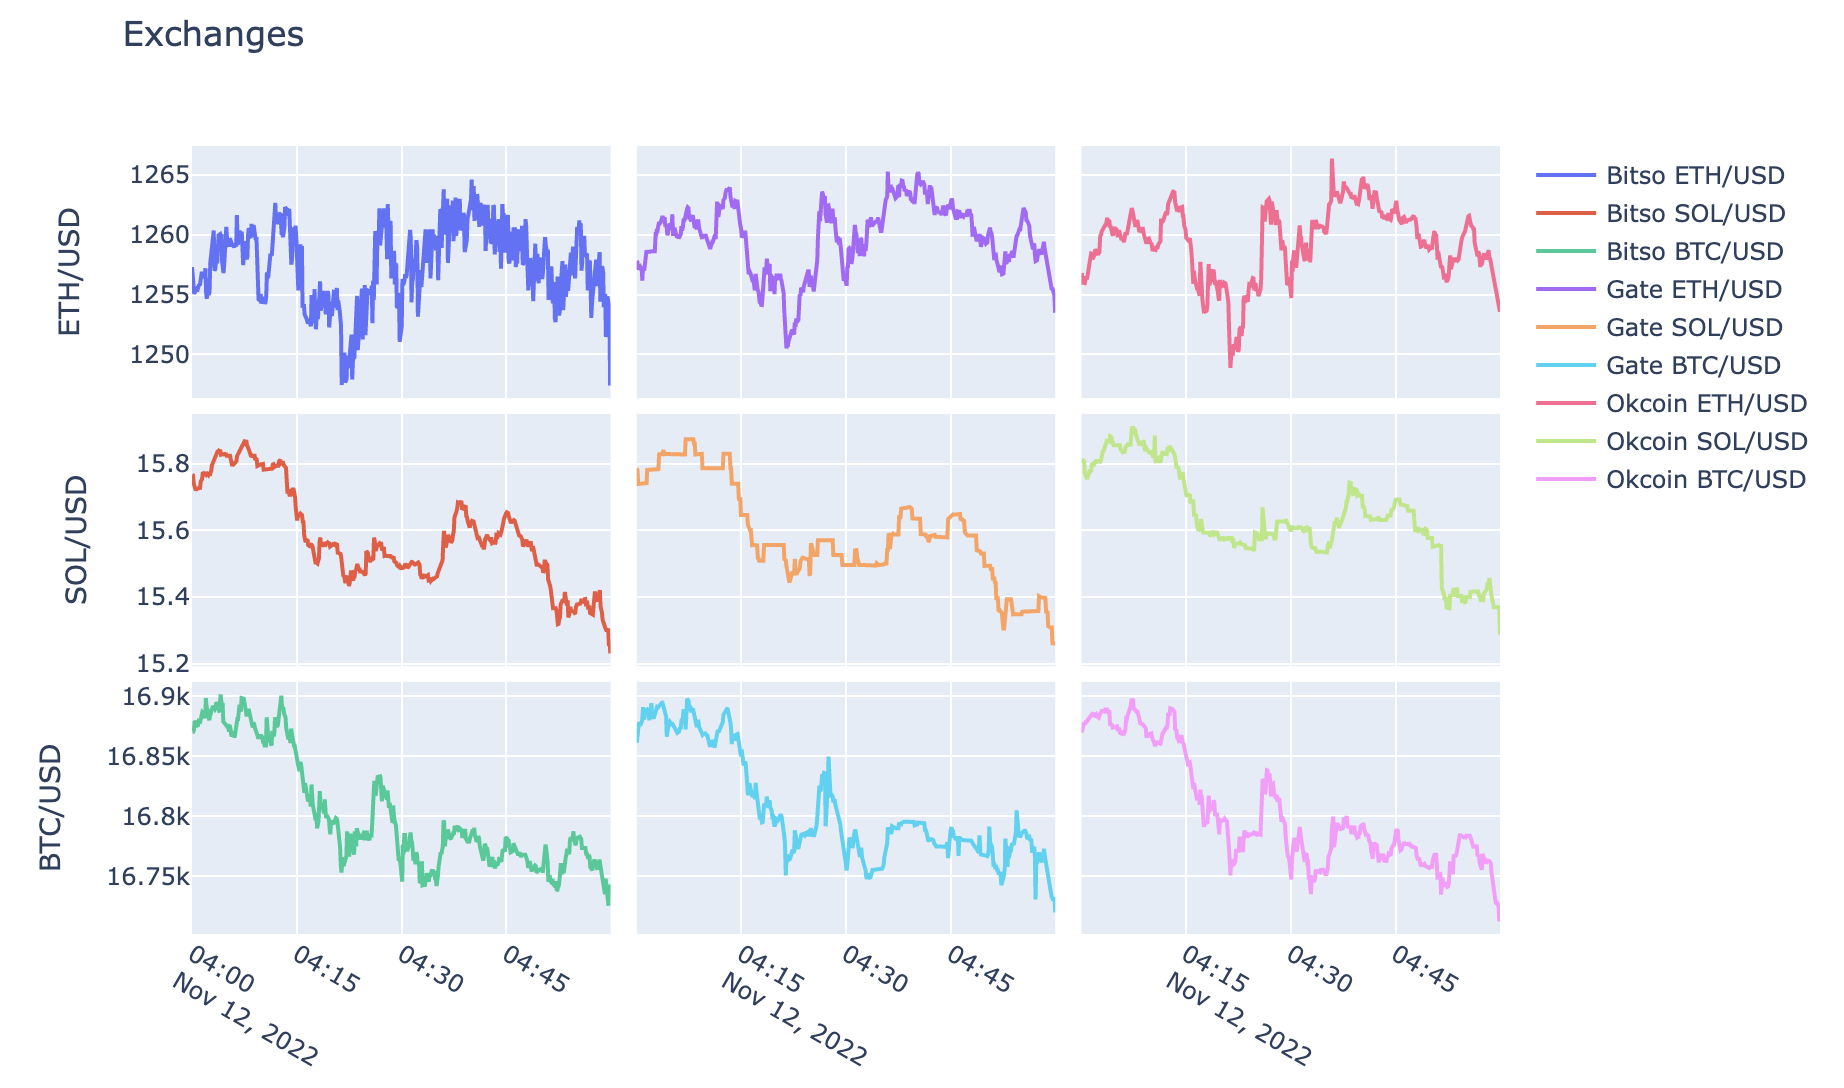 Exchanges
ETH/USD
1265
1260
1255
1250
SOL/USD
15.8
15.6
15.4
15.2
BTC/USD
16.9k
16.85k
16.8k
16.75k
04:00
Nov 12, 2022
04:15
04:30
04:45
04:15
Nov 12, 2022
04:30
04:45
04:15
Nov 12, 2022
04:30
04:45
Bitso ETH/USD
Bitso SOL/USD
Bitso BTC/USD
Gate ETH/USD
Gate SOL/USD
Gate BTC/USD
Okcoin ETH/USD
Okcoin SOL/USD
Okcoin BTC/USD